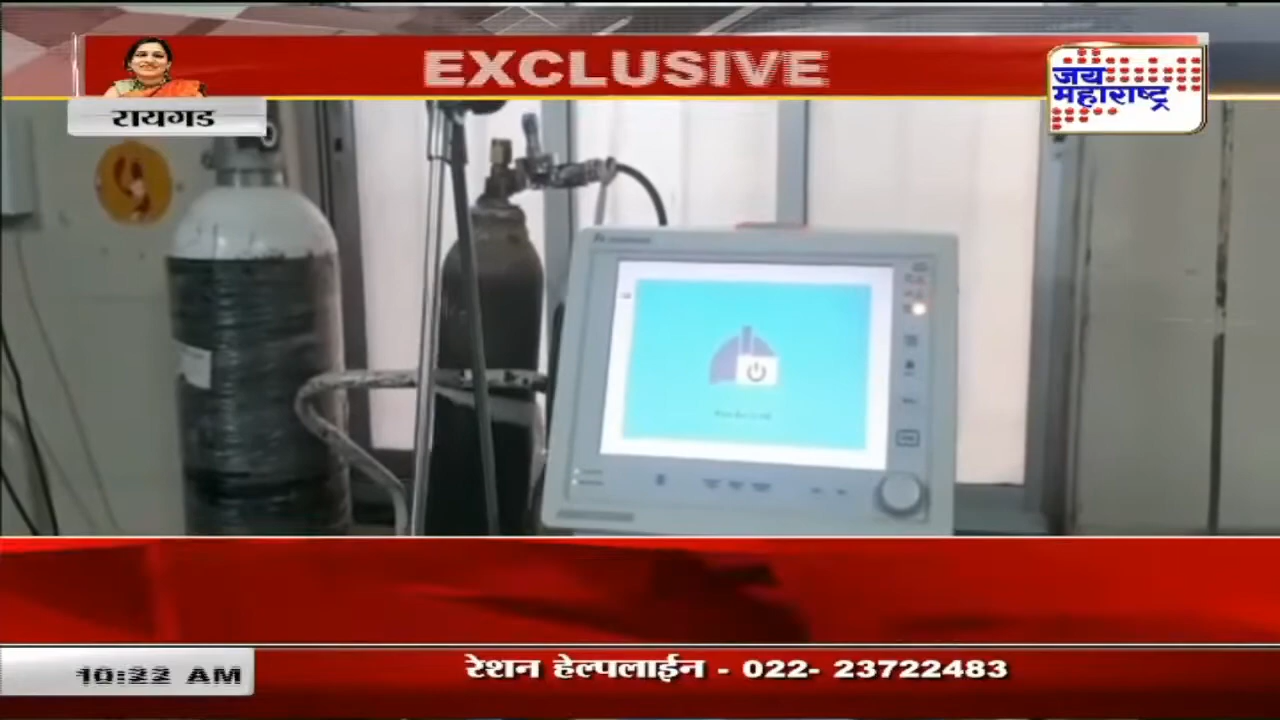 EXCLUSIVE
जय
महाराष्ट्र
रायगड
10:22 AM
रेशन हेल्पलाईन - 022- 23722483